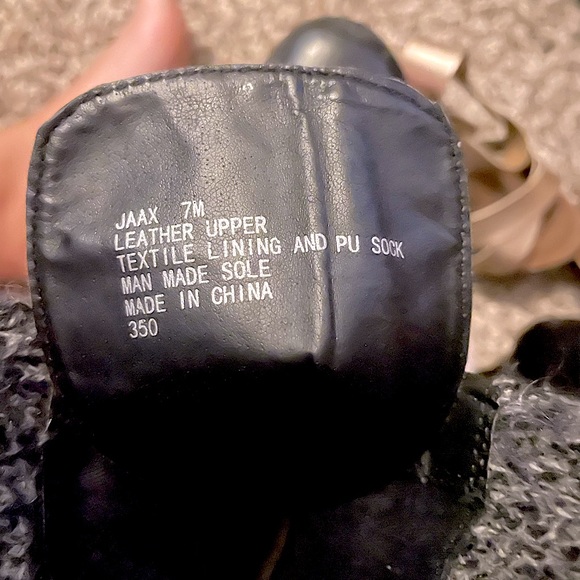 JAAX 7M
LEATHER UPPER
TEXTILE LINING AND PU SOCK
MAN MADE SOLE
MADE IN CHINA
350